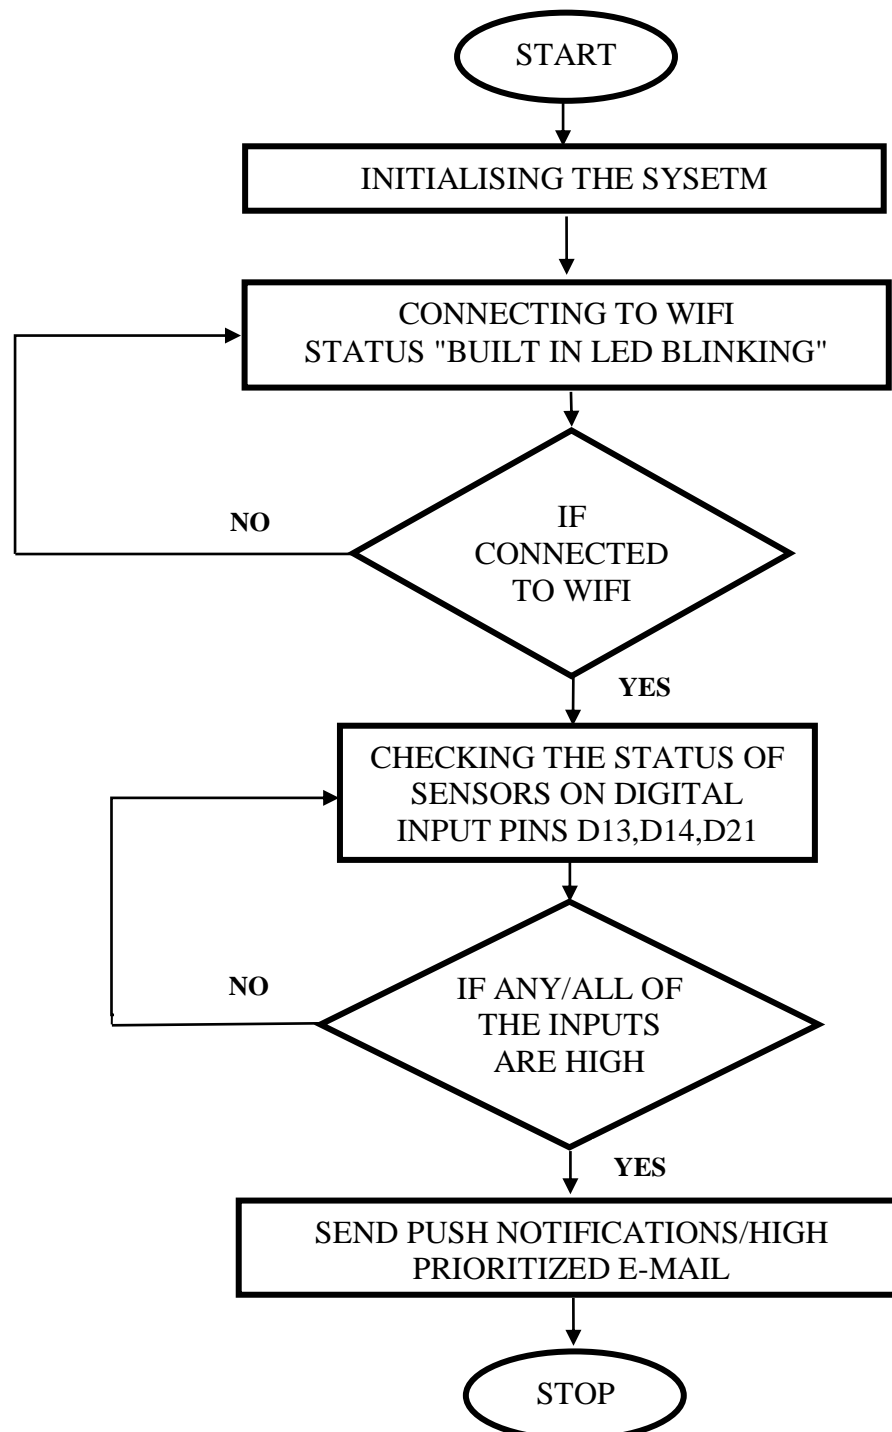 START
INITIALISING THE SYSETM
CONNECTING TO WIFI
STATUS "BUILT IN LED BLINKING"
NO
IF
CONNECTED
TO WIFI
YES
CHECKING THE STATUS OF
SENSORS ON DIGITAL
INPUT PINS D13,D14,D21
NO
IF ANY/ALL OF
THE INPUTS
ARE HIGH
YES
SEND PUSH NOTIFICATIONS/HIGH
PRIORITIZED E-MAIL
STOP